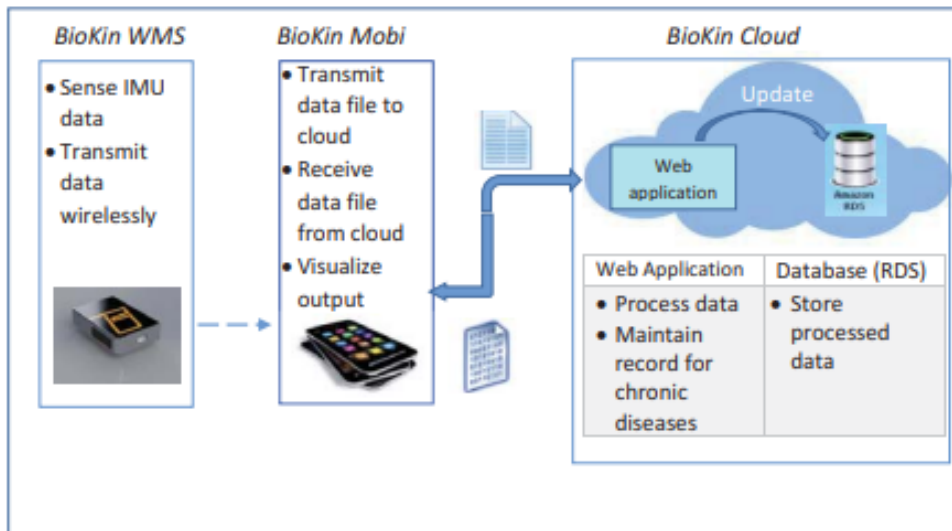 BioKin WMS
• Sense IMU
data
• Transmit
data
wirelessly
BioKin Mobi
• Transmit
data file to
cloud
• Receive
data file
from cloud
• Visualize
output
BioKin Cloud
Update
Web
application
Amazon
RDS
Web Application
• Process data
• Maintain
record for
chronic
diseases
Database (RDS)
• Store
processed
data